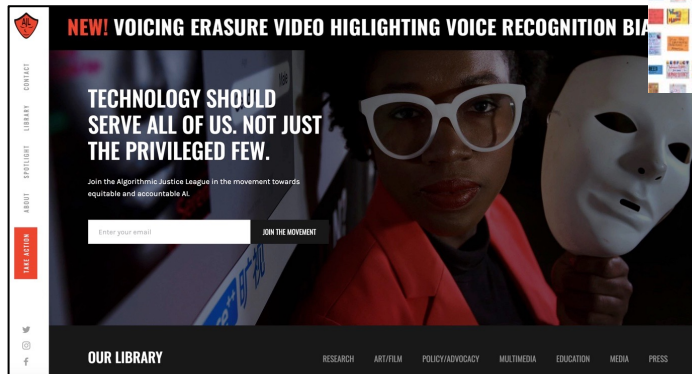 AJL
NEW! VOICING ERASURE VIDEO HIGLIGHTING VOICE RECOGNITION
CONTACT
LIBRARY
SPOTLIGHT
ABOUT
TAKE ACTION
TECHNOLOGY SHOULD
SERVE ALL OF US. NOT JUST
THE PRIVILEGED FEW.
Join the Algorithmic Justice League in the movement towards
equitable and accountable AI.
Enter your email
JOIN THE MOVEMENT
OUR LIBRARY
RESEARCH ART/FILM POLICY/ADVOCACY MULTIMEDIA EDUCATION MEDIA PRESS